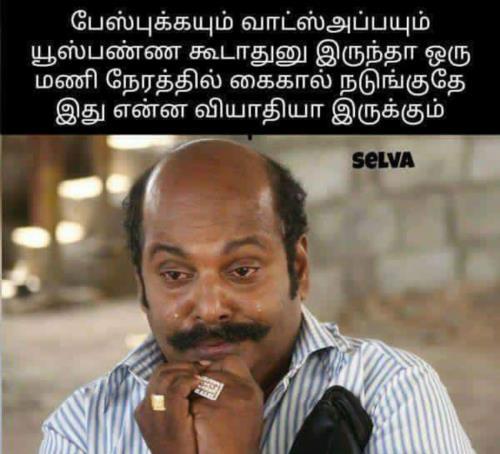 பேஸ்புக்கயும் வாட்ஸ்அப்பயும்
யூஸ்பண்ண கூடாதுனு இருந்தா ஒரு
மணி நேரத்தில் கைகால் நடுங்குதே
இது என்ன வியாதியா இருக்கும்
SELVA